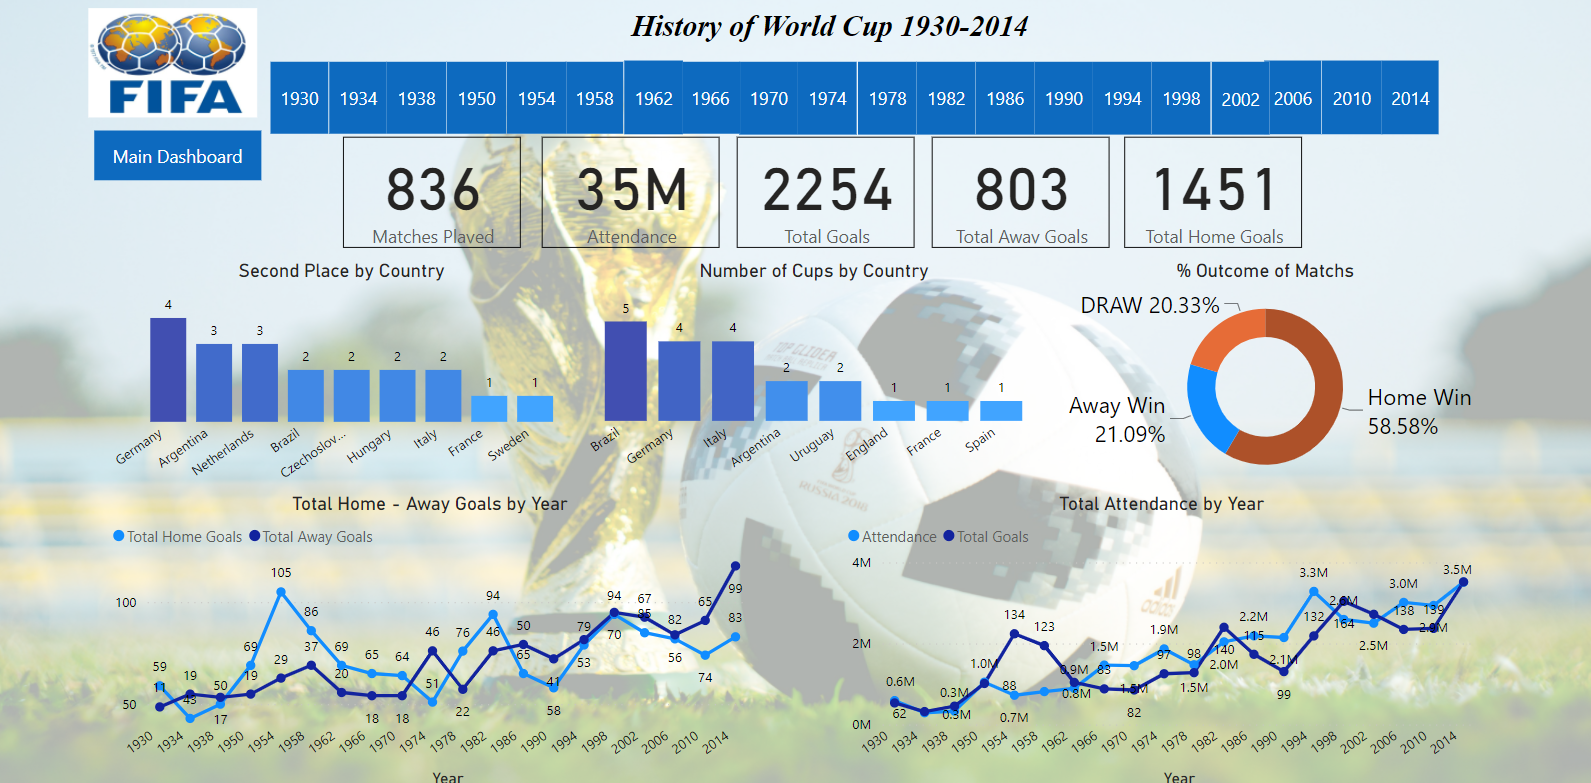 History of World Cup 1930-2014
FIFA
1930 1934 1938 1950 1954 1958 1962 1966 1970 1974 1978 1982 1986 1990 1994 1998 2002 2006 2010 2014
Main Dashboard
836 35M 2254 803 1451
Matches Played Attendance Total Goals Total Away Goals Total Home Goals
Second Place by Country
4
3
3
2
2
2
2
1
1
Germany
Argentina
Netherlands
Brazil
Czechoslov...
Hungary
Italy
France
Sweden
Number of Cups by Country
5
4
4
2
2
1
1
1
Brazil
Germany
Italy
Argentina
Uruguay
England
France
Spain
% Outcome of Matchs
DRAW 20.33%
Away Win
21.09%
Home Win
58.58%
TOP GLIDER
RUSSIA 2018
adidas
Total Home - Away Goals by Year
Total Home Goals Total Away Goals
100
50
59
11
19
43
50
17
69
19
105
29
86
37
69
20
65
18
64
18
46
51
76
22
94
46
50
65
41
58
79
53
94
70
67
95
82
56
65
74
99
83
1930 1934 1938 1950 1954 1958 1962 1966 1970 1974 1978 1982 1986 1990 1994 1998 2002 2006 2010 2014
Year
Total Attendance by Year
Attendance Total Goals
4M
2M
0M
0.6M
62
0.3M
0.3M
1.0M
88
134
0.7M
123
0.9M
0.8M
1.5M
83
1.5M
82
1.9M
97
98
1.5M
140
2.0M
2.2M
115
2.1M
99
3.3M
132
164
2.5M
3.0M
138
139
3.5M
1930 1934 1938 1950 1954 1958 1962 1966 1970 1974 1978 1982 1986 1990 1994 1998 2002 2006 2010 2014
Year